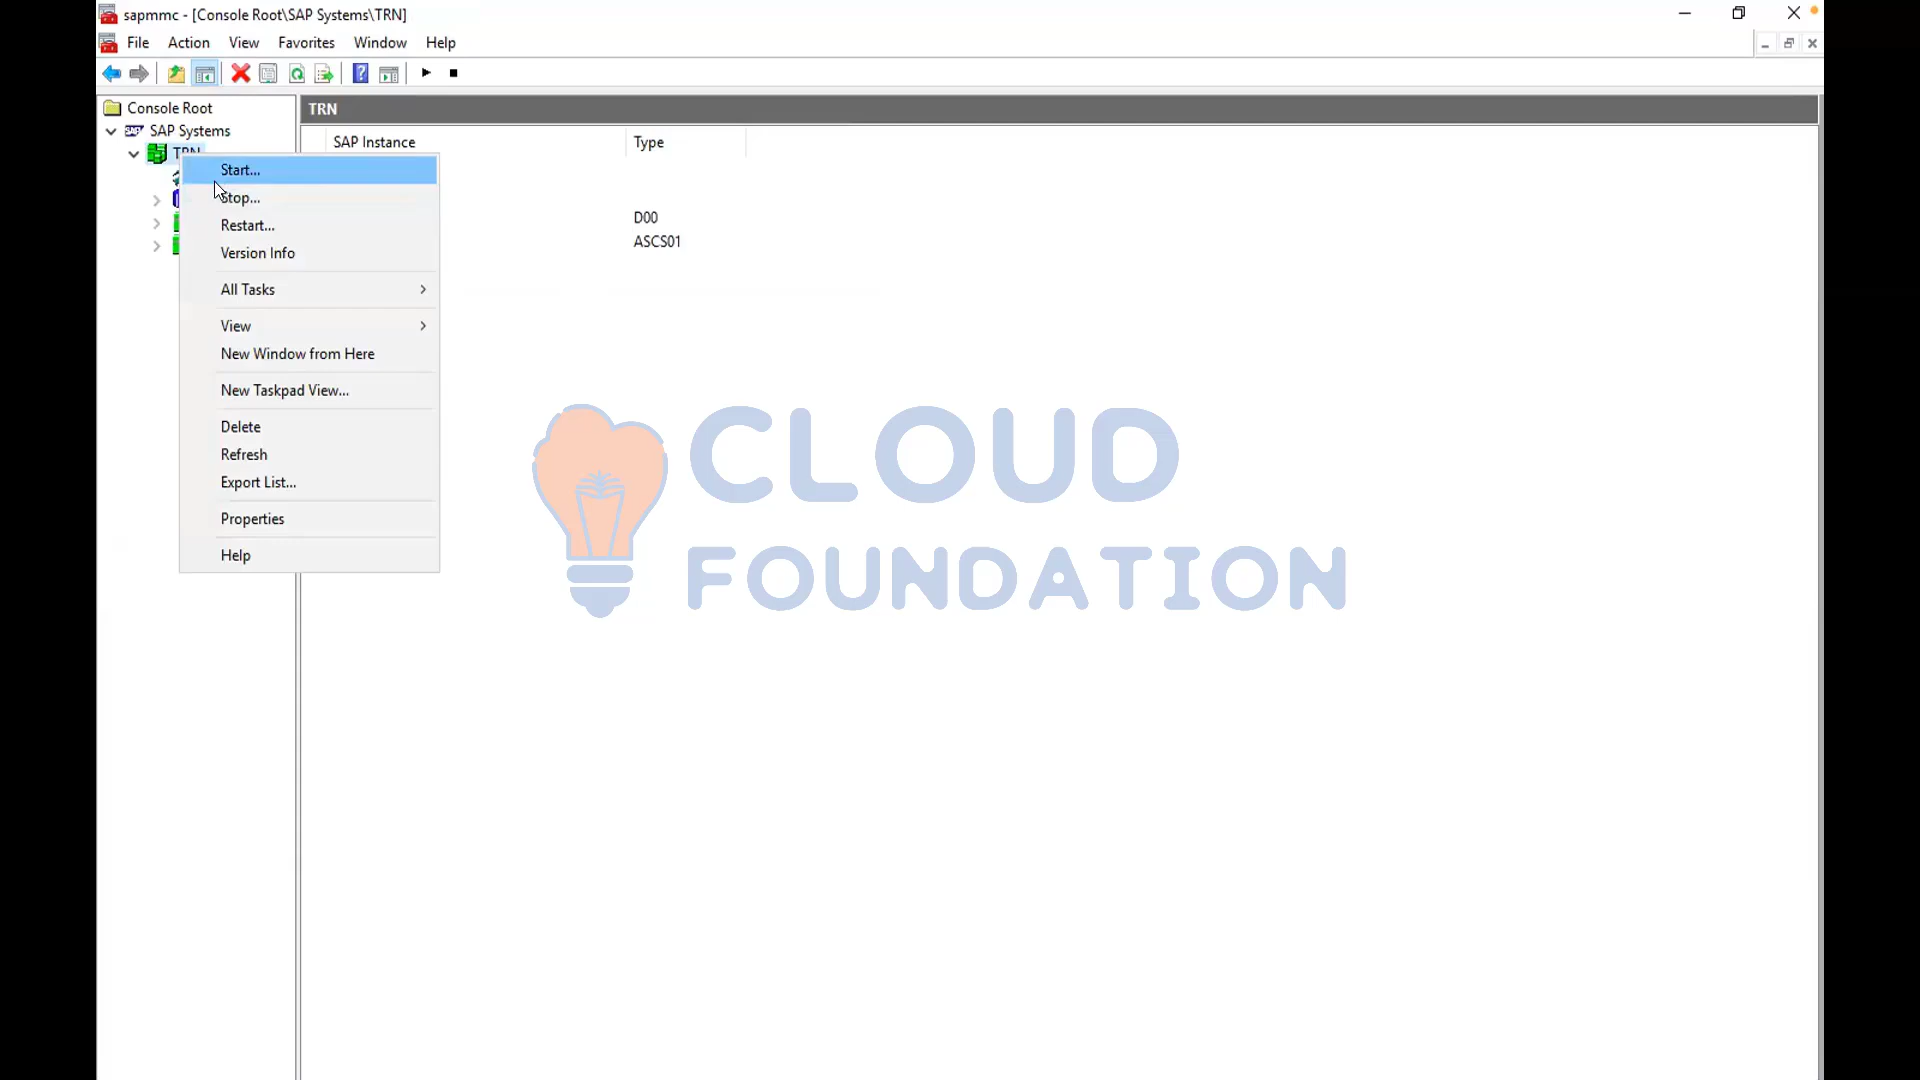 sapmmc - [Console Root\SAP Systems\TRN]
File Action View Favorites Window Help
Console Root
SAP Systems
TRN
TRN
SAP Instance Type
D00
ASCS01
Start...
Stop...
Restart...
Version Info
All Tasks
View
New Window from Here
New Taskpad View...
Delete
Refresh
Export List...
Properties
Help
CLOUD
FOUNDATION